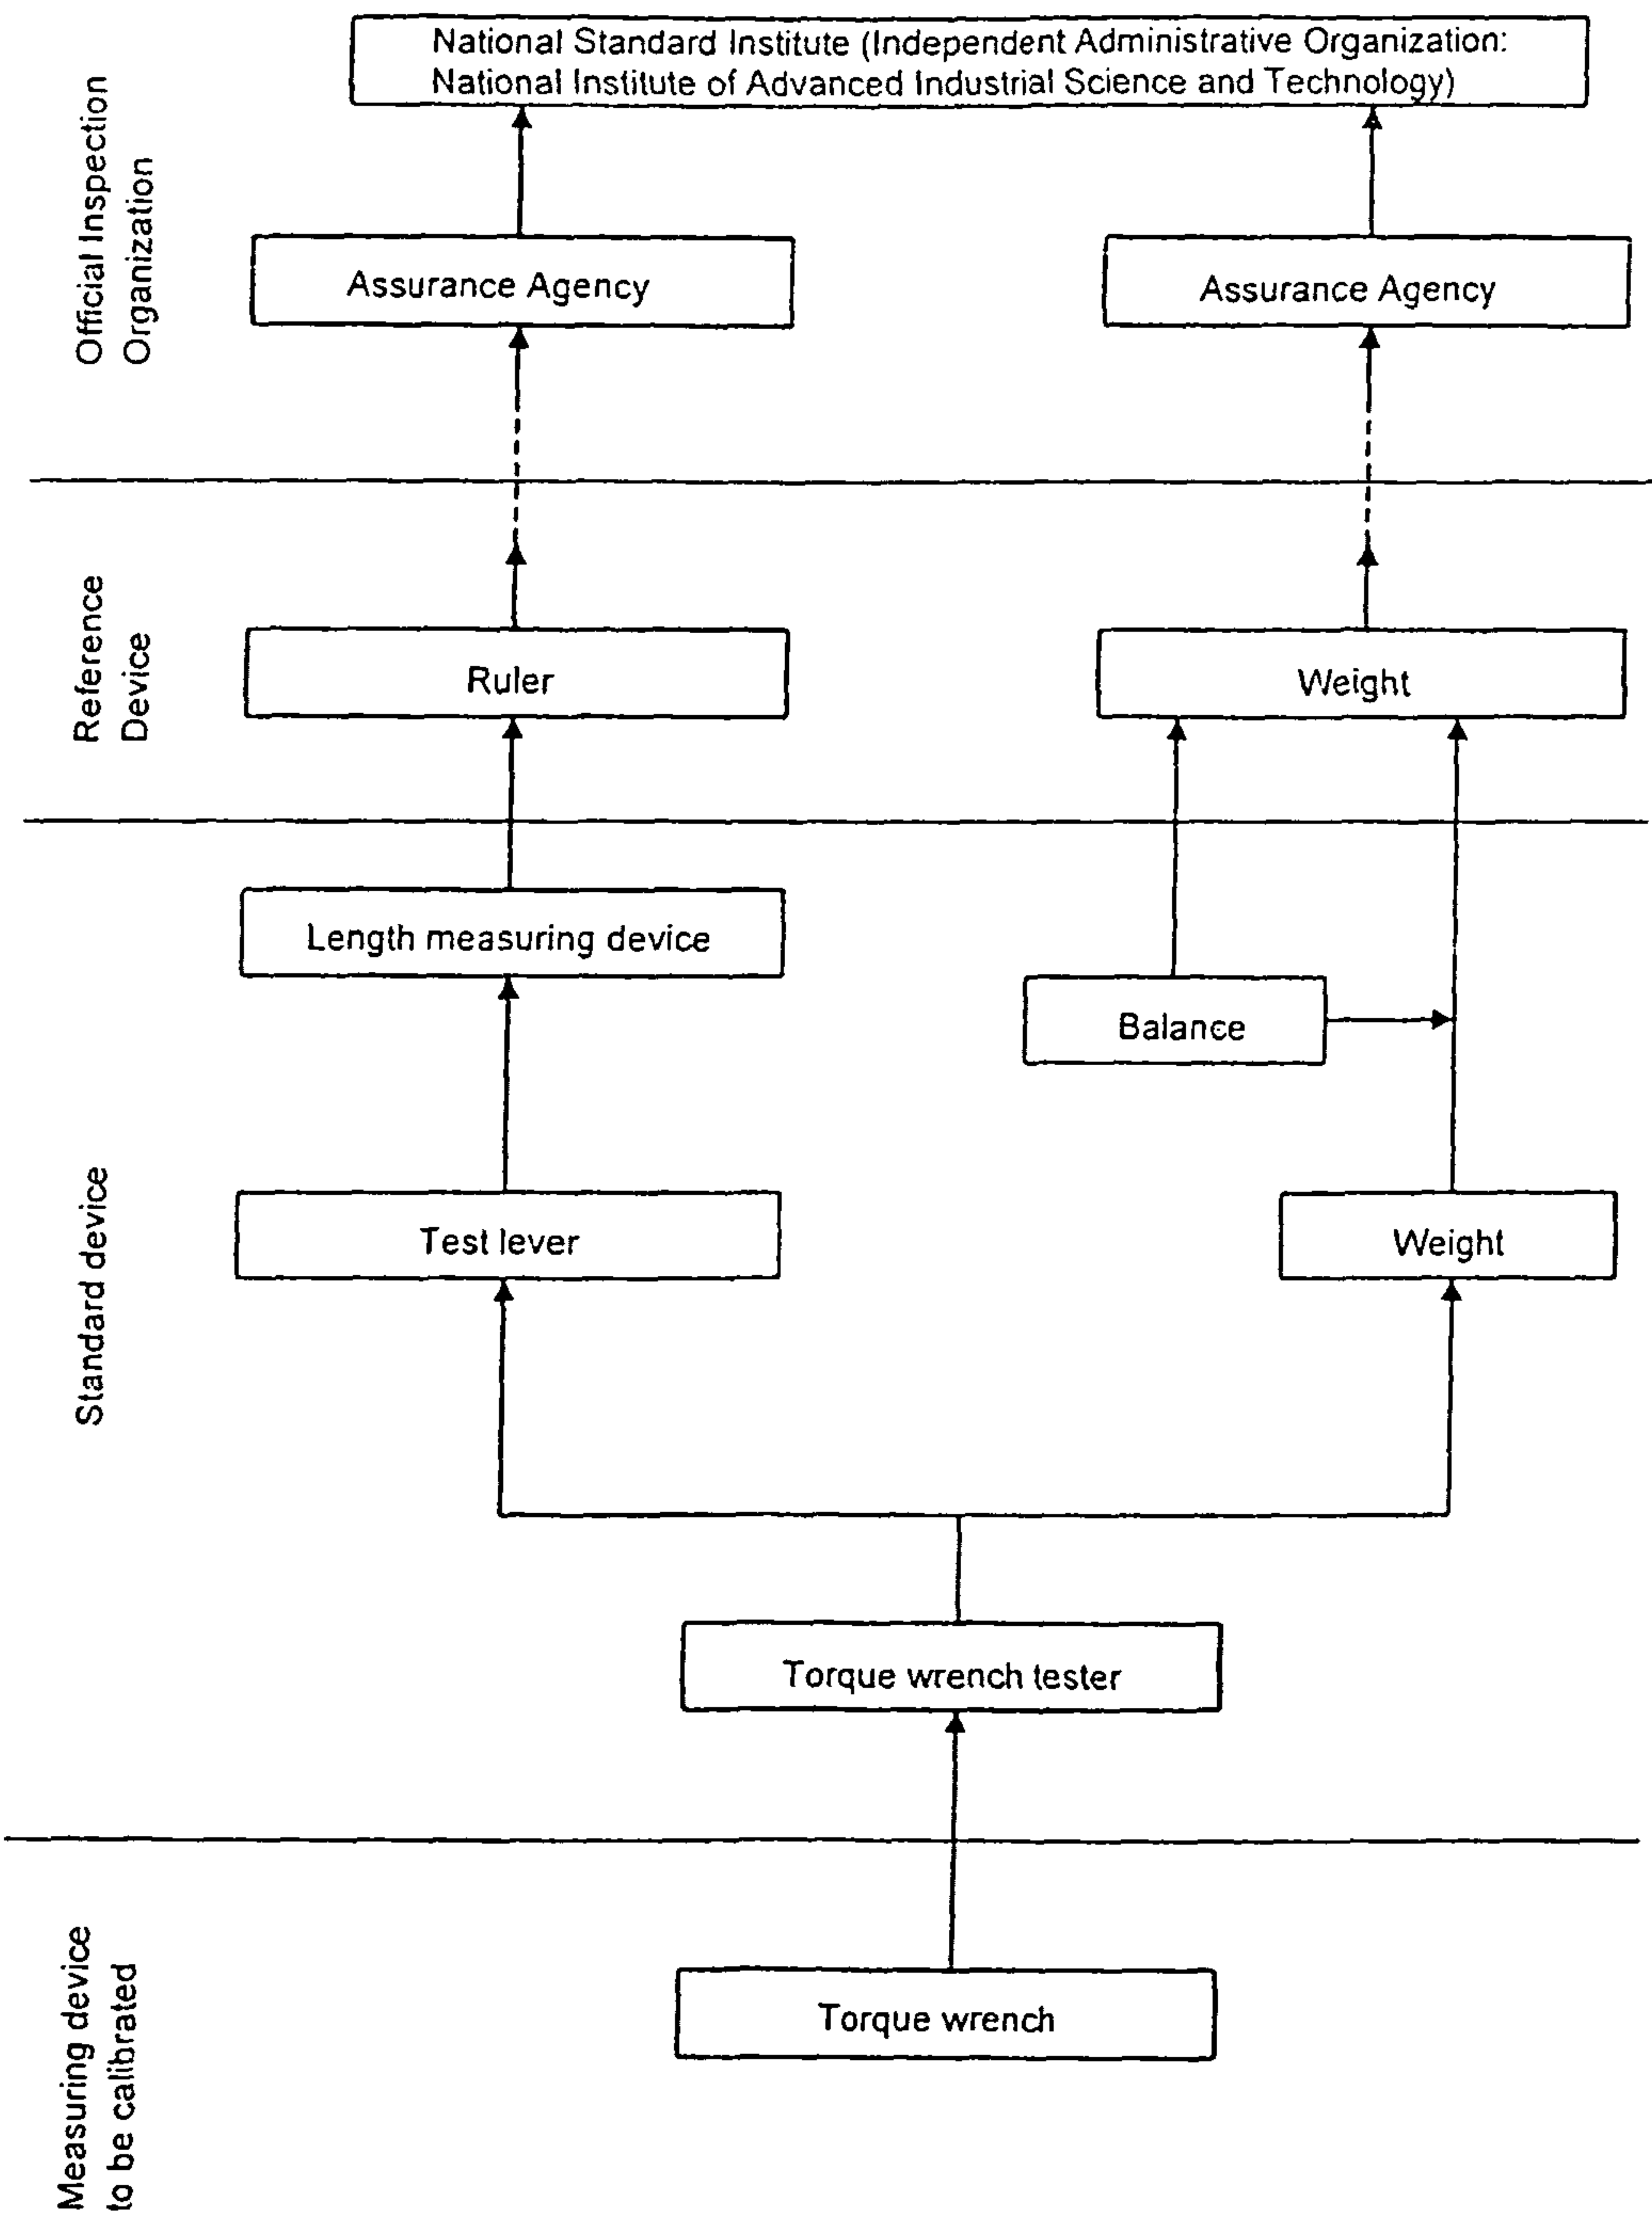 National Standard Institute (Independent Administrative Organization:
National Institute of Advanced Industrial Science and Technology)
Official Inspection
Organization
Assurance Agency
Assurance Agency
Reference
Device
Ruler
Weight
Length measuring device
Balance
Standard device
Test lever
Weight
Torque wrench tester
Measuring device
to be calibrated
Torque wrench